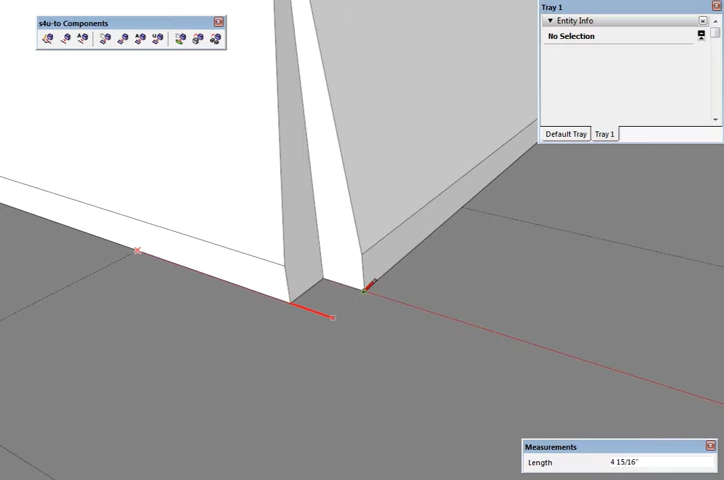 s4u-to Components
Tray 1
Entity Info
No Selection
Default Tray
Tray 1
Measurements
Length 4 15/16"